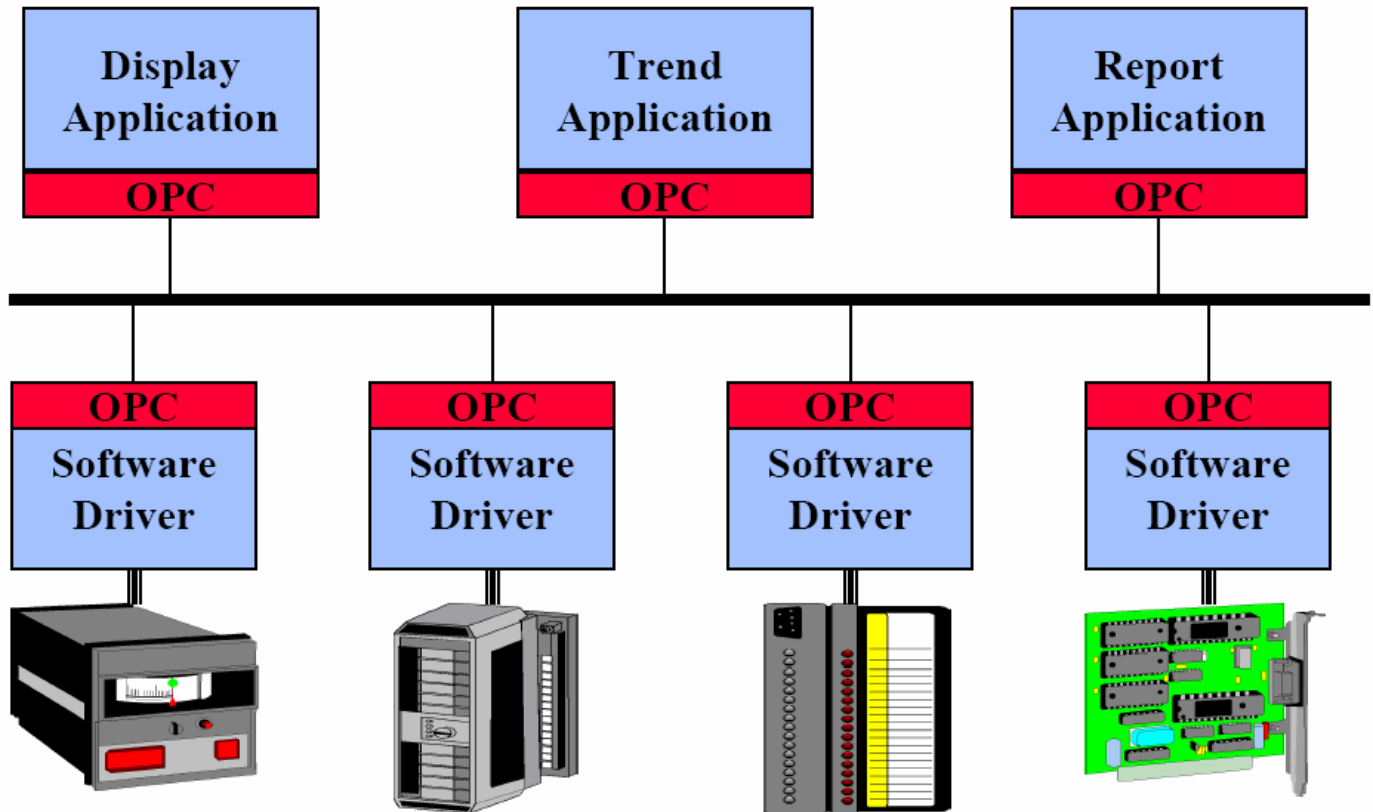 Display
Application
OPC
Trend
Application
OPC
Report
Application
OPC
OPC
Software
Driver
OPC
Software
Driver
OPC
Software
Driver
OPC
Software
Driver